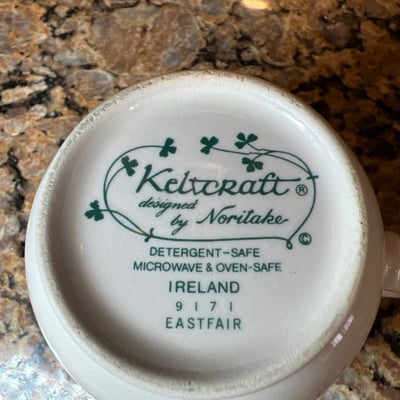 Keltcraft ®
designed
by Noritake
©
DETERGENT-SAFE
MICROWAVE & OVEN-SAFE
IRELAND
9171
EASTFAIR